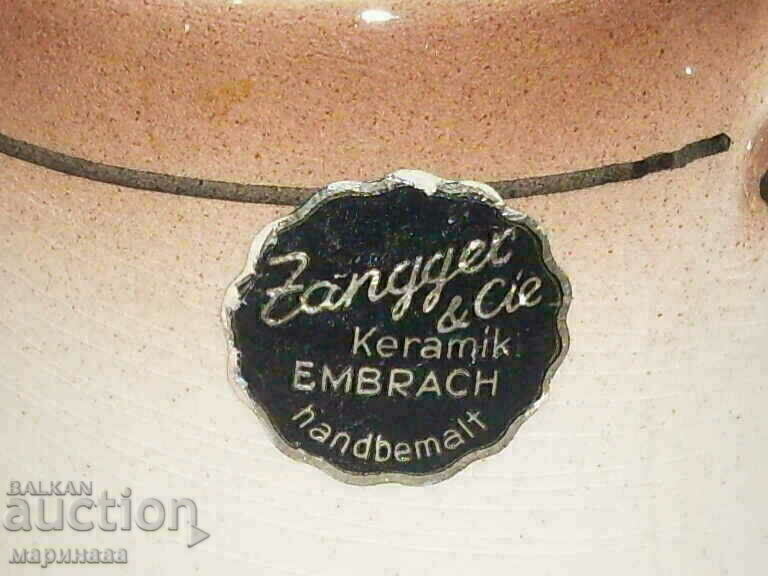 Zangger
& Cie
Keramik
EMBRACH
handbemalt
BALKAN
auction
маринааа